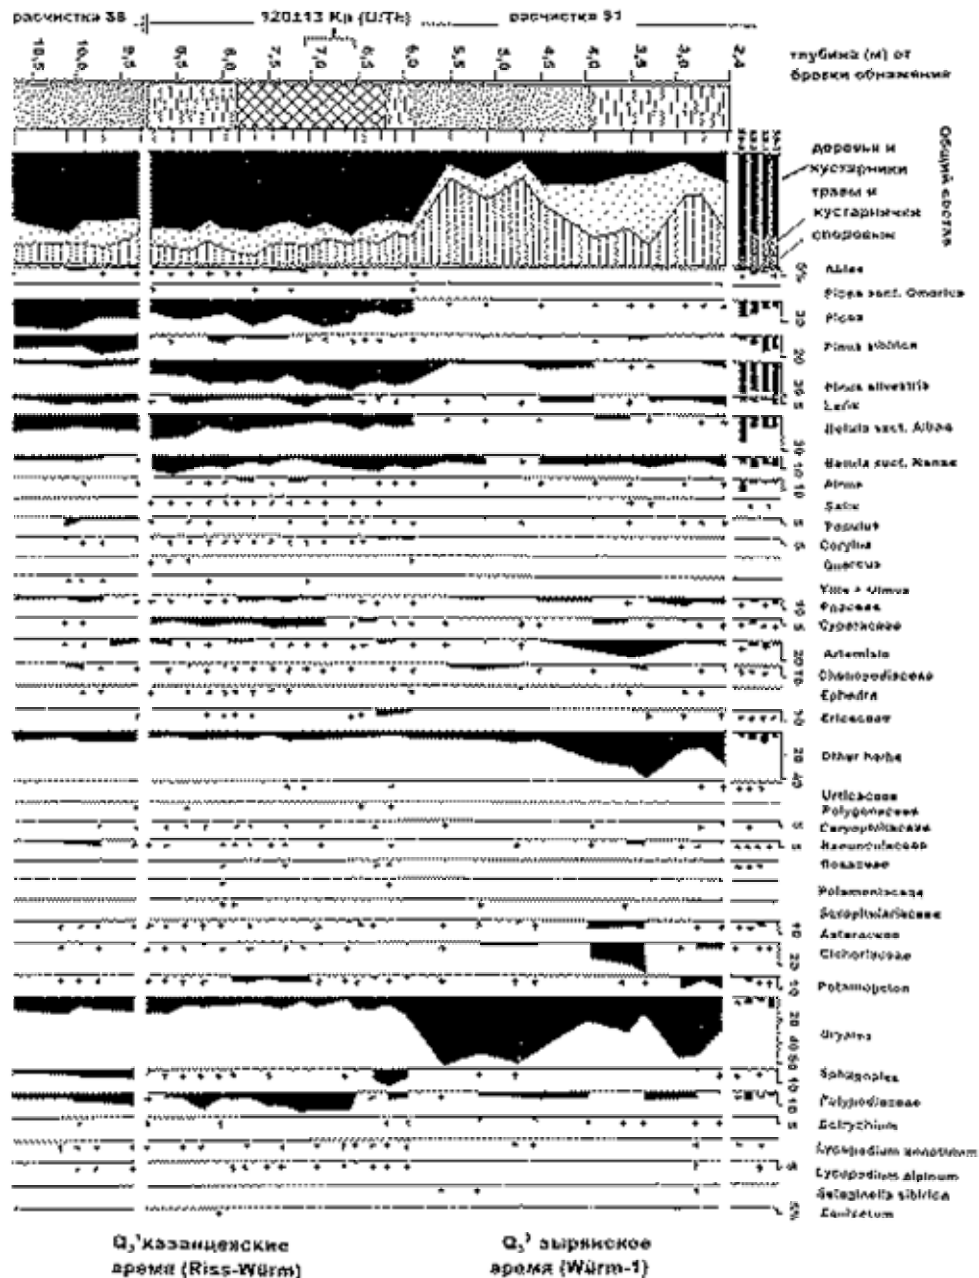 расчистка 38
120±13 Kp (U/Th)
расчистка 51
10,5
10,0
9,5
8,0
7,5
7,0
6,5
6,0
5,5
5,0
4,5
4,0
3,5
3,0
2,4
глубина (м) от
бровки обнажения
Общий состав
деревья и
кустарники
травы и
кустарнички
споровые
Abies
Picea sect. Omorica
Picea
Pinus sibirica
Pinus silvestris
Larix
Betula sect. Albae
Betula sect. Nanae
Alnus
Salix
Populus
Corylus
Quercus
Tilia + Ulmus
Poaceae
Cyperaceae
Artemisia
Chenopodiaceae
Ephedra
Ericaceae
Other herbs
Urticaceae
Polygonaceae
Caryophyllaceae
Ranunculaceae
Rosaceae
Polemoniaceae
Scrophulariaceae
Asteraceae
Cichoriaceae
Potamogeton
Bryales
Sphagnales
Polypodiaceae
Botrychium
Lycopodium annotinum
Lycopodium alpinum
Selaginella sibirica
Equisetum
Q₃¹ казанцевские
время (Riss-Würm)
Q₃² зырянское
время (Würm-1)